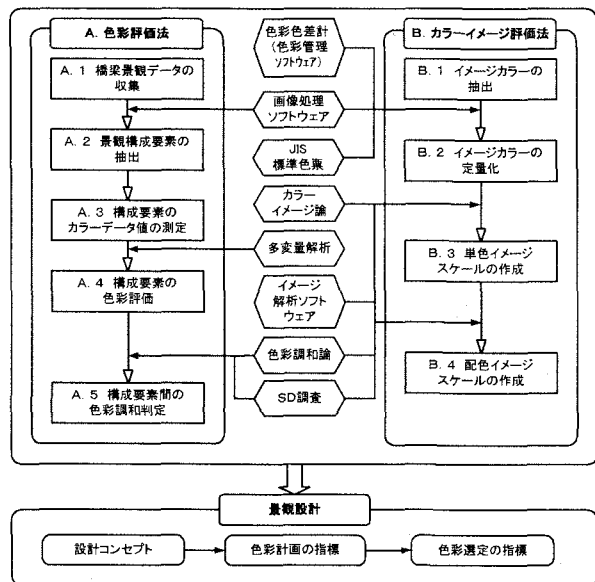 A. 色彩評価法
A. 1 橋梁景観データの
収集
A. 2 景観構成要素の
抽出
A. 3 構成要素の
カラーデータ値の測定
A. 4 構成要素の
色彩評価
A. 5 構成要素間の
色彩調和判定
色彩色差計
(色彩管理
ソフトウェア)
画像処理
ソフトウェア
JIS
標準色票
カラー
イメージ論
多変量解析
イメージ
解析ソフト
ウェア
色彩調和論
SD調査
B. カラーイメージ評価法
B. 1 イメージカラーの
抽出
B. 2 イメージカラーの
定量化
B. 3 単色イメージ
スケールの作成
B. 4 配色イメージ
スケールの作成
景観設計
設計コンセプト
色彩計画の指標
色彩選定の指標